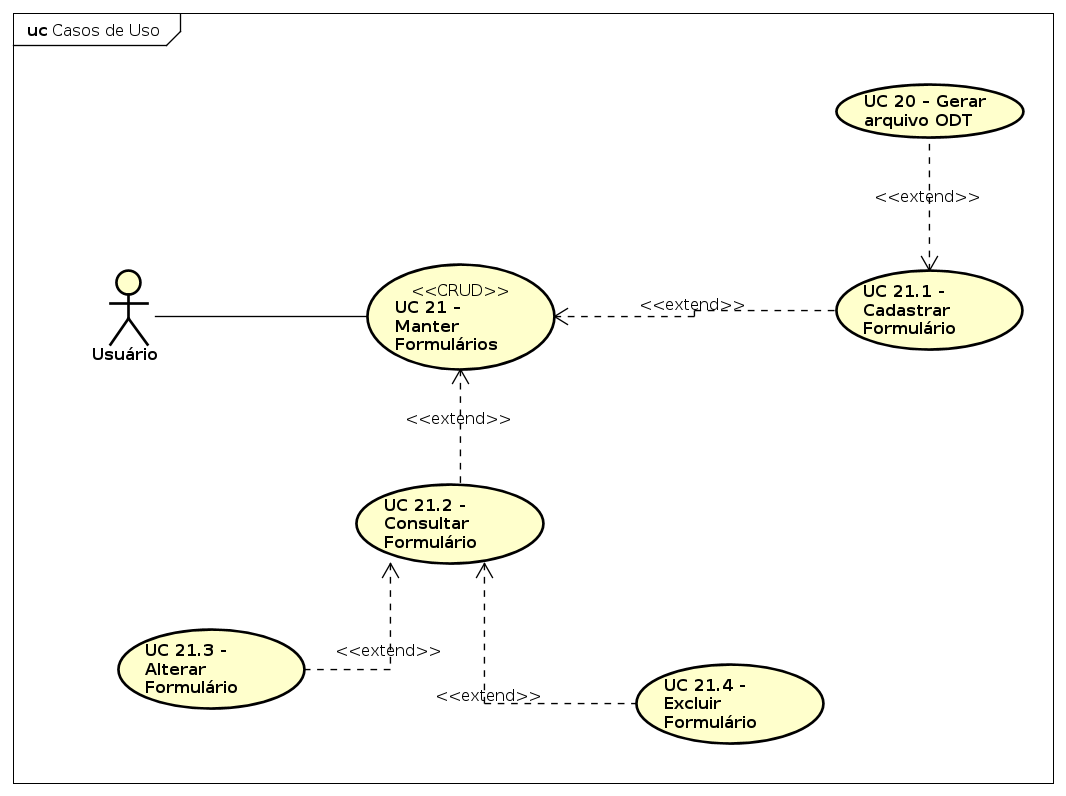 uc Casos de Uso
UC 20 - Gerar
arquivo ODT
<<extend>>
<<CRUD>>
UC 21 -
Manter
Formulários
<<extend>>
UC 21.1 -
Cadastrar
Formulário
Usuário
<<extend>>
UC 21.2 -
Consultar
Formulário
UC 21.3 -
Alterar
Formulário
<<extend>>
<<extend>>
UC 21.4 -
Excluir
Formulário